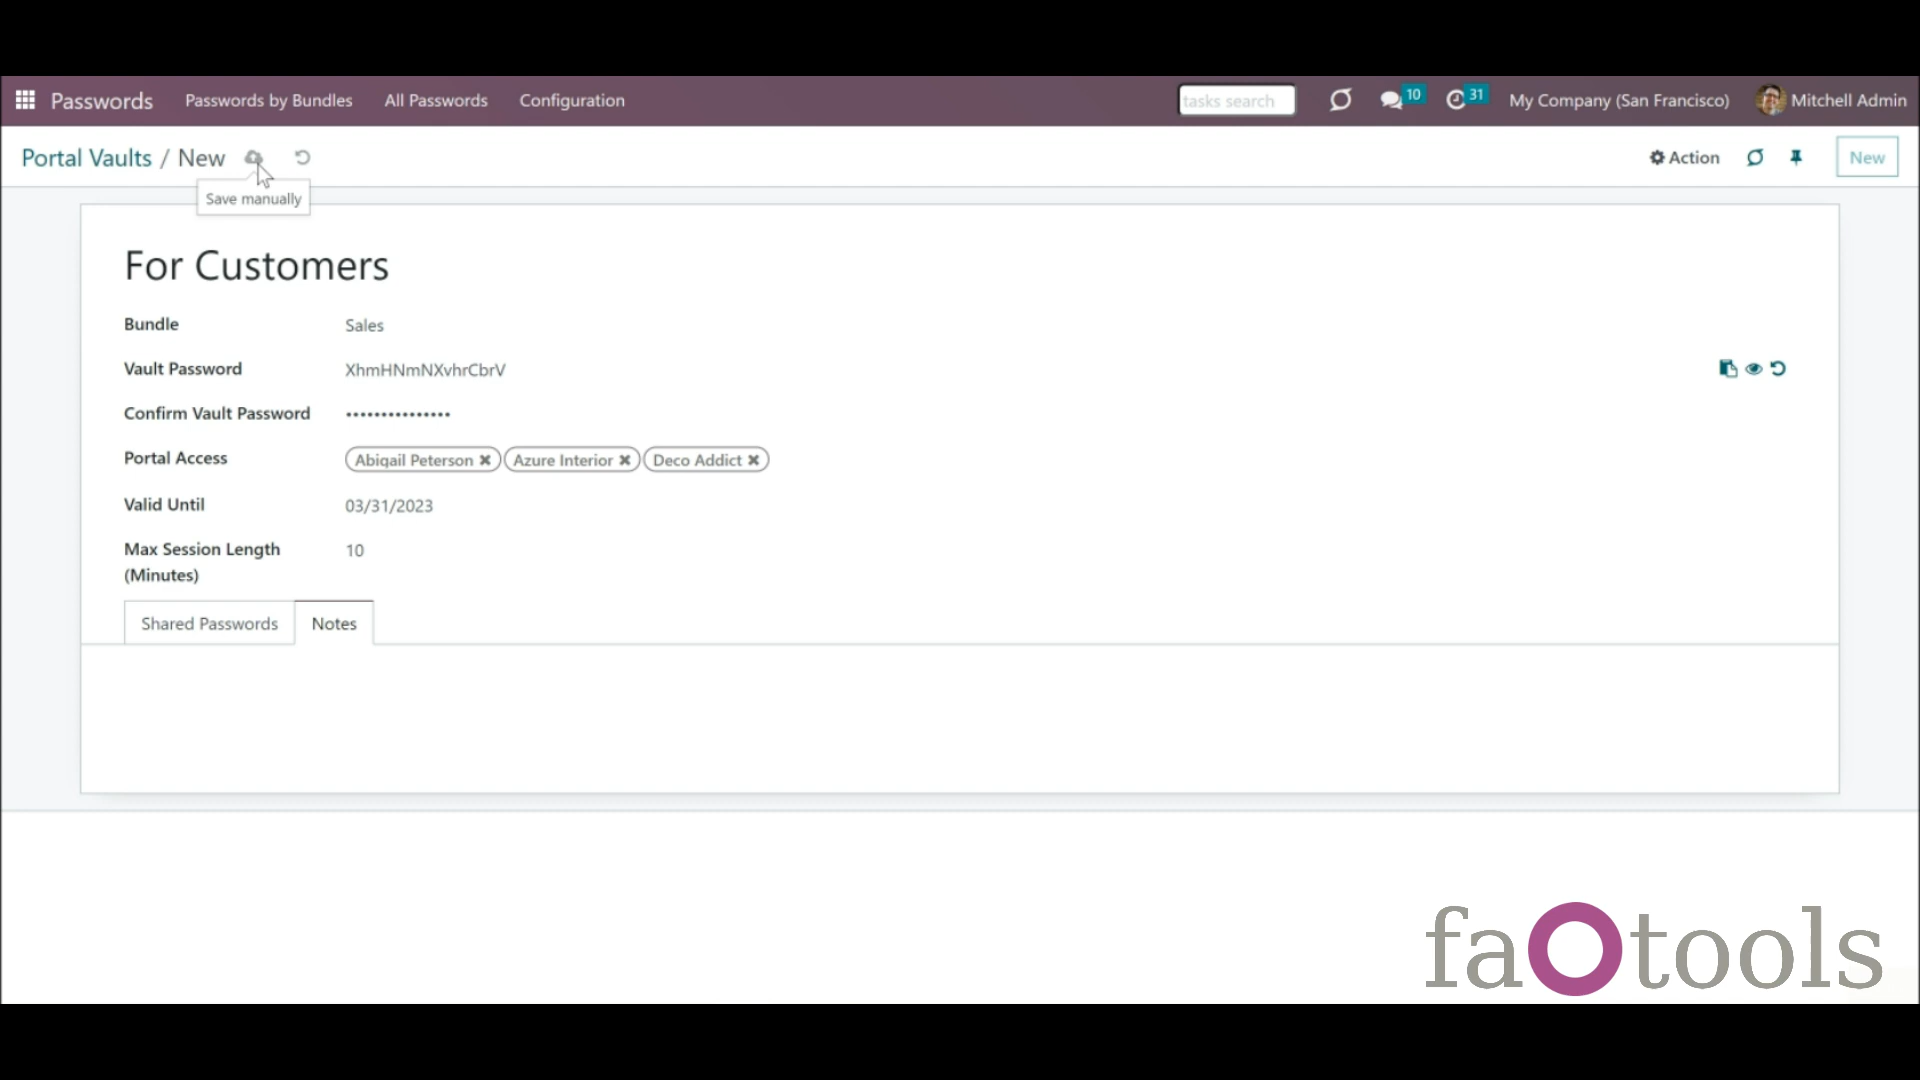 Passwords Passwords by Bundles All Passwords Configuration tasks search 10 31 My Company (San Francisco) Mitchell Admin
Portal Vaults / New Action New
Save manually
For Customers
Bundle Sales
Vault Password XhmHNmNXvhrCbrV
Confirm Vault Password •••••••••••••••
Portal Access Abigail Peterson ✖ Azure Interior ✖ Deco Addict ✖
Valid Until 03/31/2023
Max Session Length 10
(Minutes)
Shared Passwords Notes
faOtools